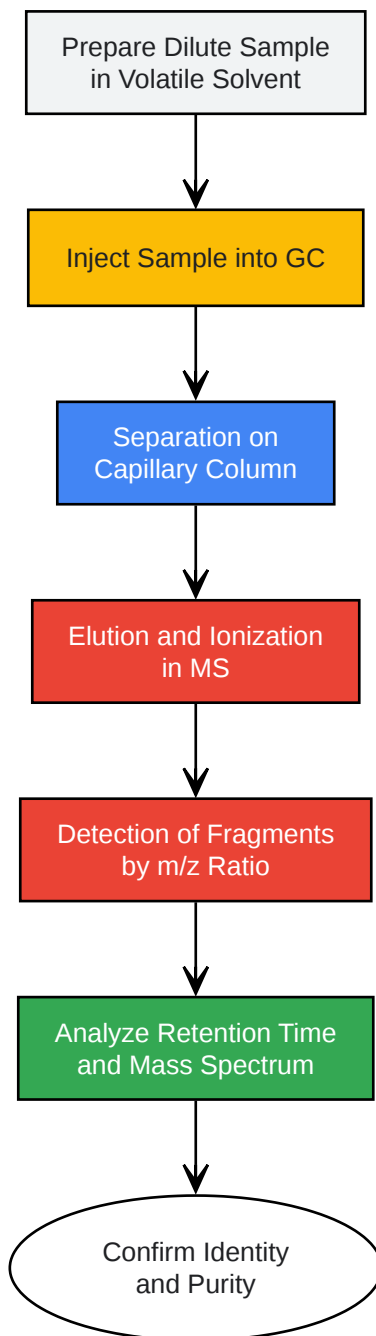 Prepare Dilute Sample
in Volatile Solvent
Inject Sample into GC
Separation on
Capillary Column
Elution and Ionization
in MS
Detection of Fragments
by m/z Ratio
Analyze Retention Time
and Mass Spectrum
Confirm Identity
and Purity